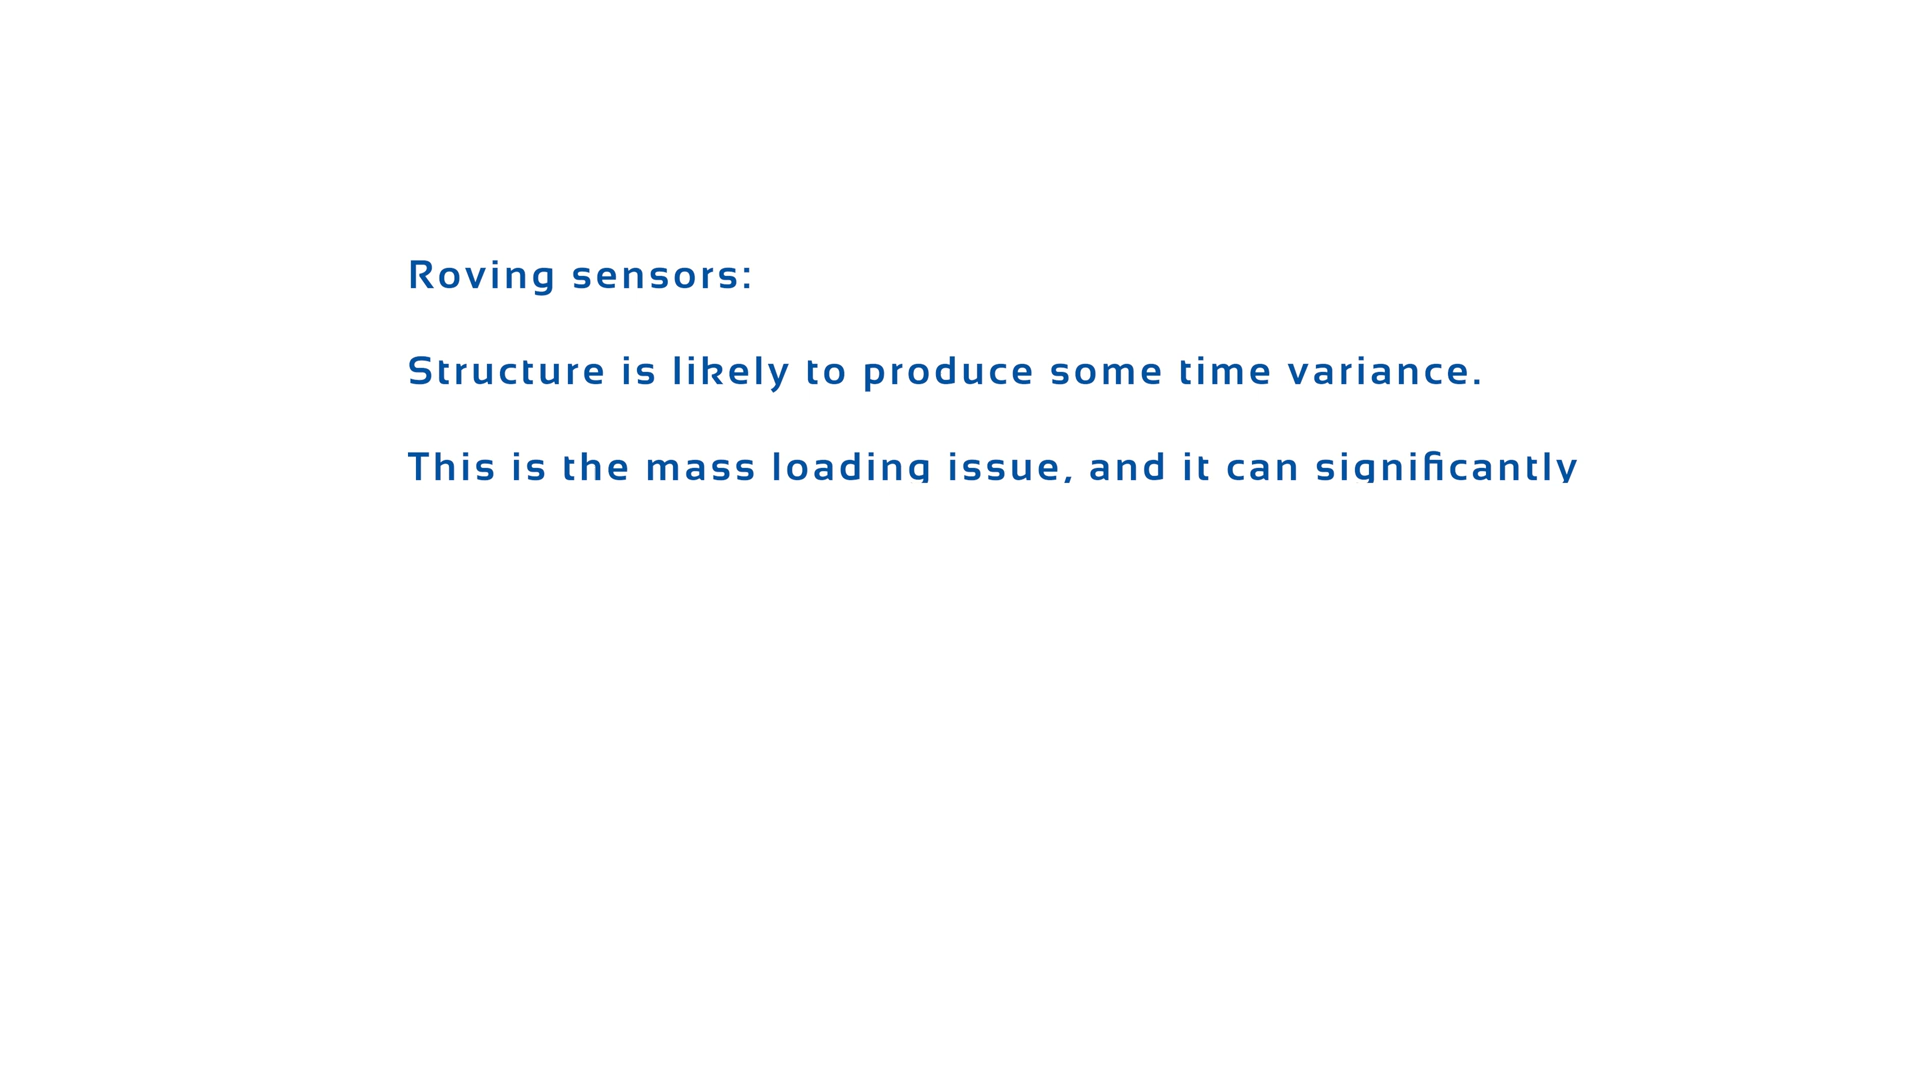 Roving sensors:
Structure is likely to produce some time variance.
This is the mass loading issue, and it can significantly